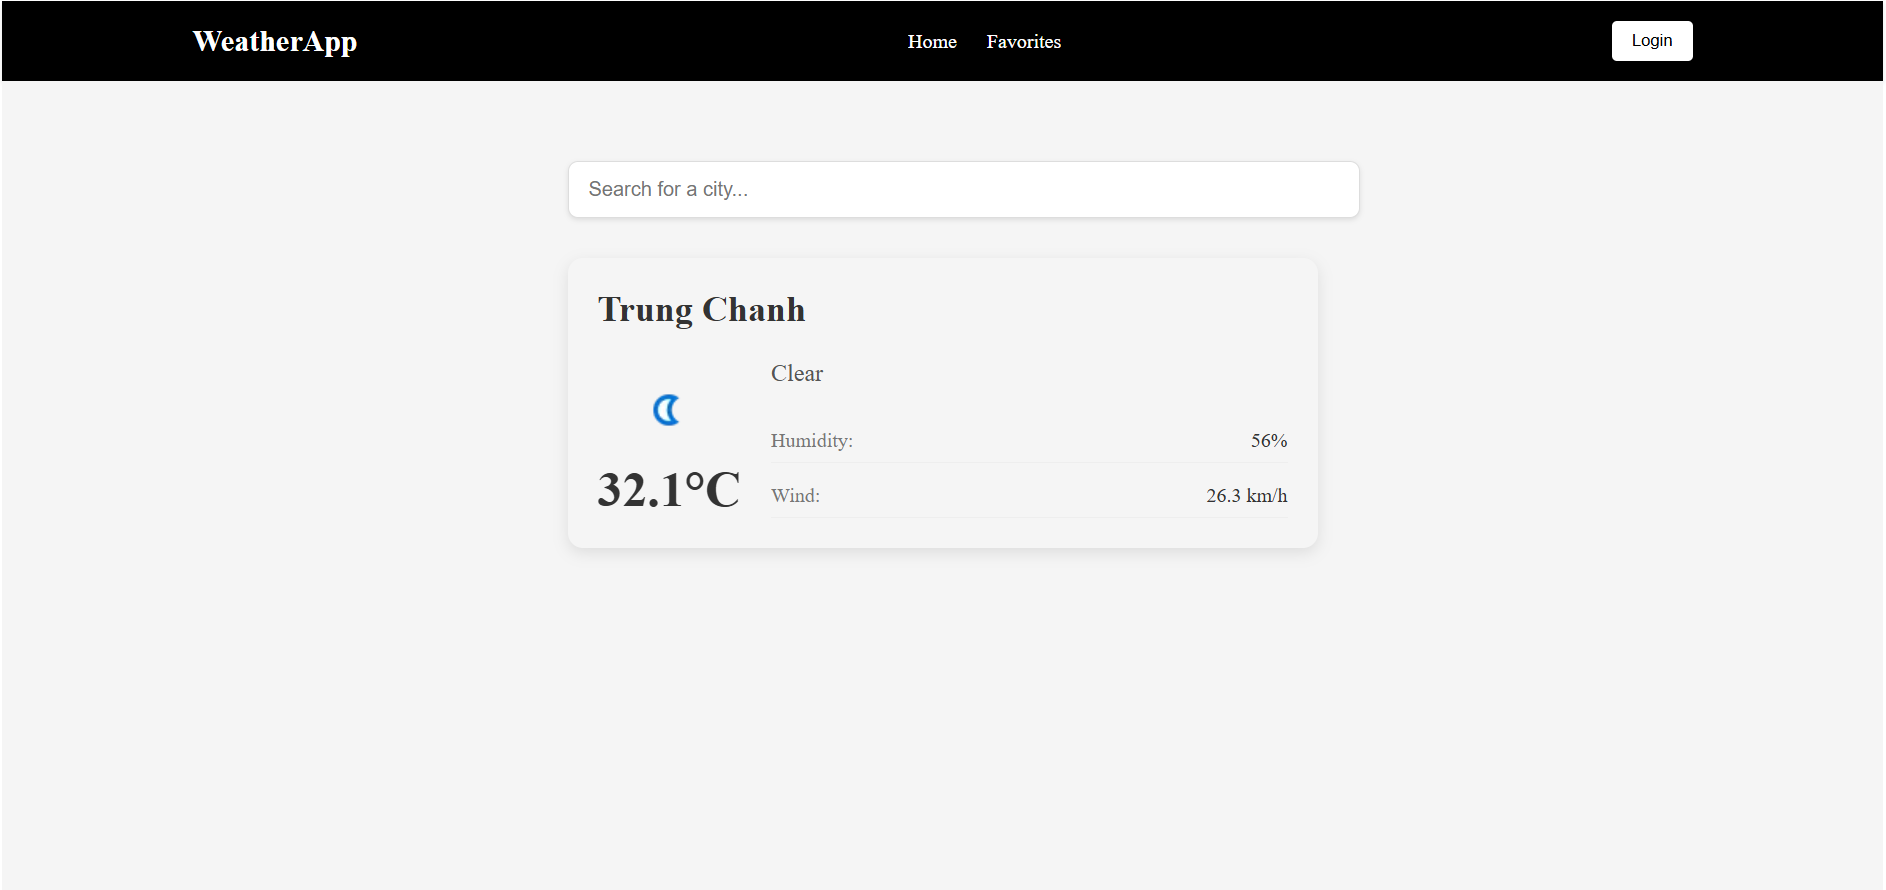 WeatherApp
Home
Favorites
Login
Search for a city...
Trung Chanh
Clear
Humidity: 56%
32.1°C
Wind: 26.3 km/h